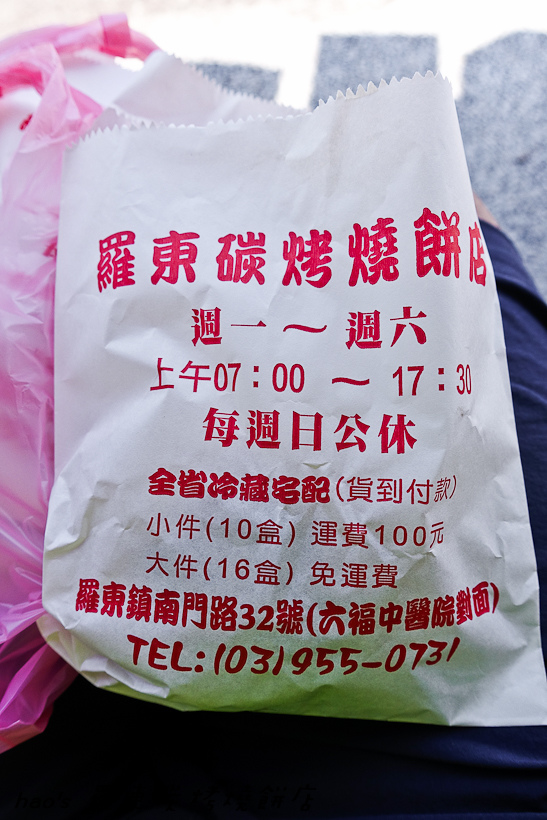 羅東碳烤燒餅店
週一～週六
上午07：00 ～ 17：30
每週日公休
全省冷藏宅配(貨到付款)
小件(10盒) 運費100元
大件(16盒) 免運費
羅東鎮南門路32號(六福中醫院對面)
TEL:(03)955-0731